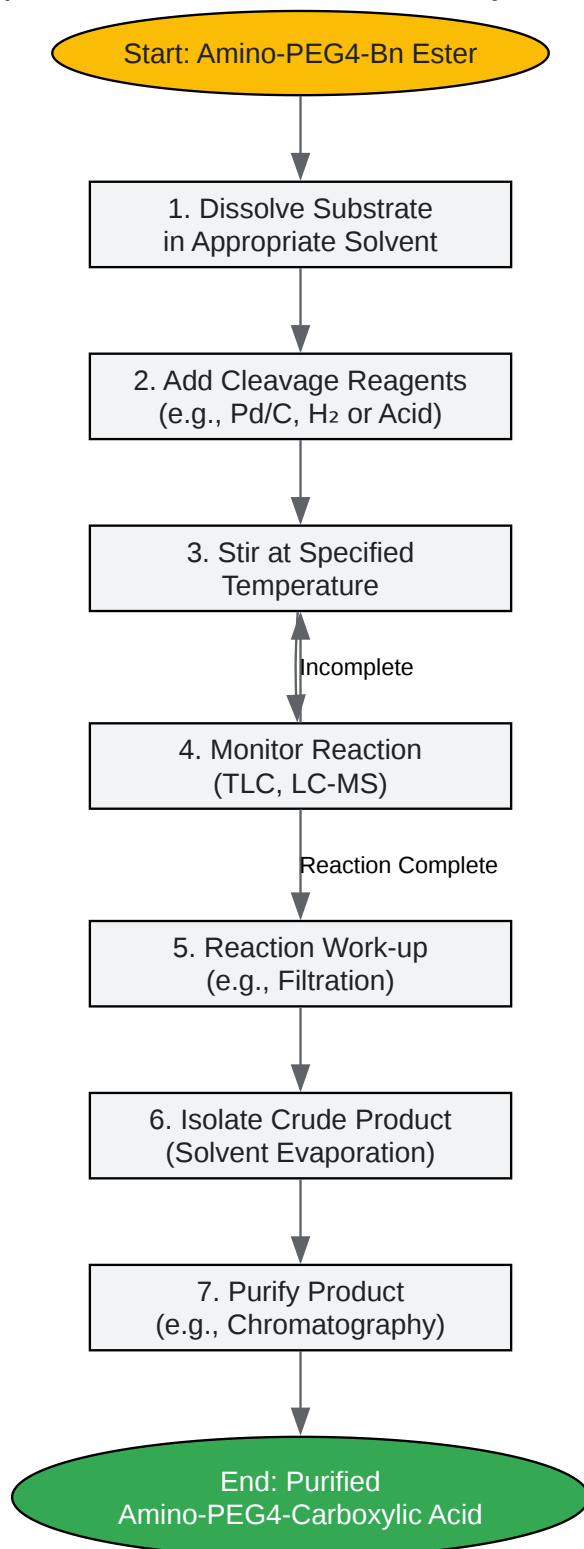 Start: Amino-PEG4-Bn Ester
1. Dissolve Substrate
in Appropriate Solvent
2. Add Cleavage Reagents
(e.g., Pd/C, H₂ or Acid)
3. Stir at Specified
Temperature
Incomplete
4. Monitor Reaction
(TLC, LC-MS)
Reaction Complete
5. Reaction Work-up
(e.g., Filtration)
6. Isolate Crude Product
(Solvent Evaporation)
7. Purify Product
(e.g., Chromatography)
End: Purified
Amino-PEG4-Carboxylic Acid